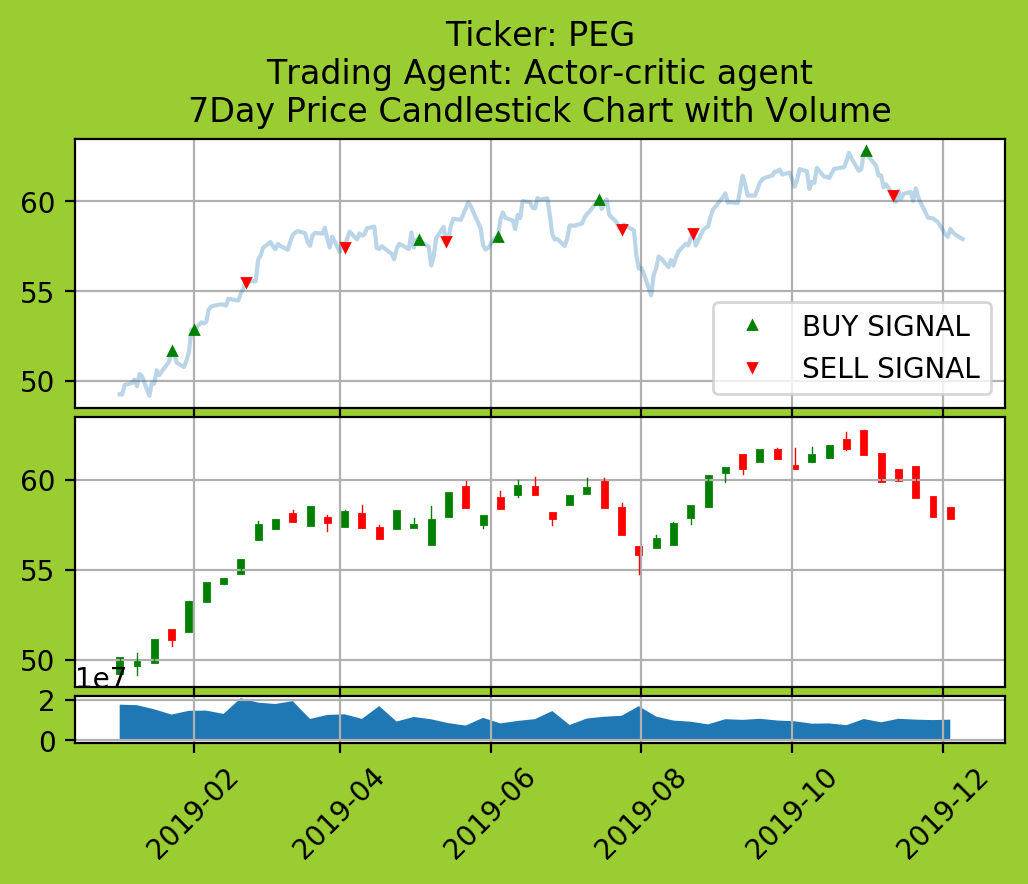 Ticker: PEG
Trading Agent: Actor-critic agent
7Day Price Candlestick Chart with Volume
60
55
50
BUY SIGNAL
SELL SIGNAL
60
55
50
1e7
2
0
2019-02
2019-04
2019-06
2019-08
2019-10
2019-12